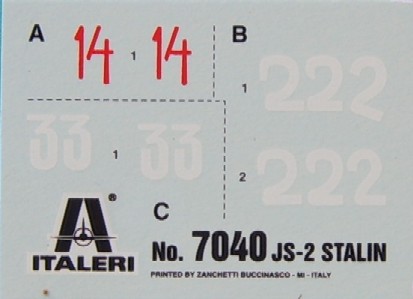 A 14 1 14 B
1 222
33 1 33
2 222
C
ITALERI®
No. 7040 JS-2 STALIN
PRINTED BY ZANCHETTI BUCCINASCO - MI - ITALY